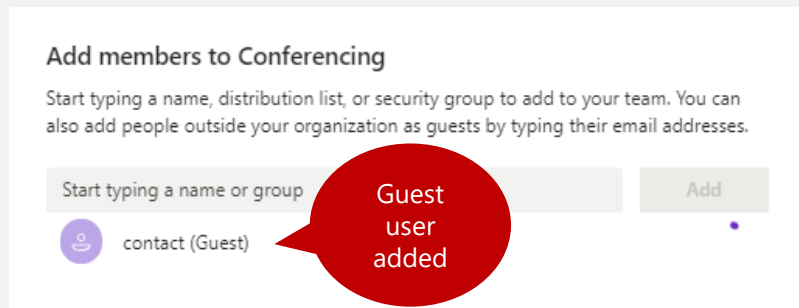 Add members to Conferencing
Start typing a name, distribution list, or security group to add to your team. You can
also add people outside your organization as guests by typing their email addresses.
Start typing a name or group
Add
contact (Guest)
Guest
user
added